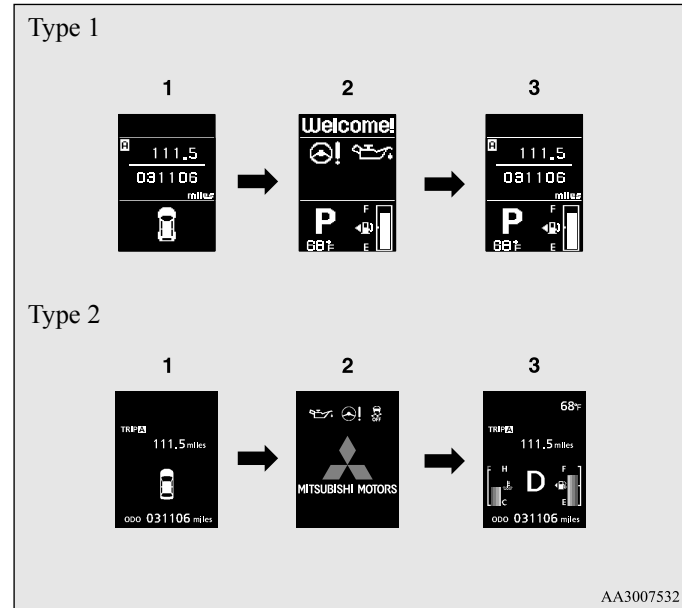 Type 1
1 2 3
A 111.5
031106
miles
Welcome!
P
68°F
F
E
A 111.5
031106
miles
P
68°F
F
E
Type 2
1 2 3
TRIP A
111.5 miles
ODO 031106 miles
OFF
MITSUBISHI MOTORS
68°F
TRIP A
111.5 miles
H
C
D
F
E
ODO 031106 miles
AA3007532